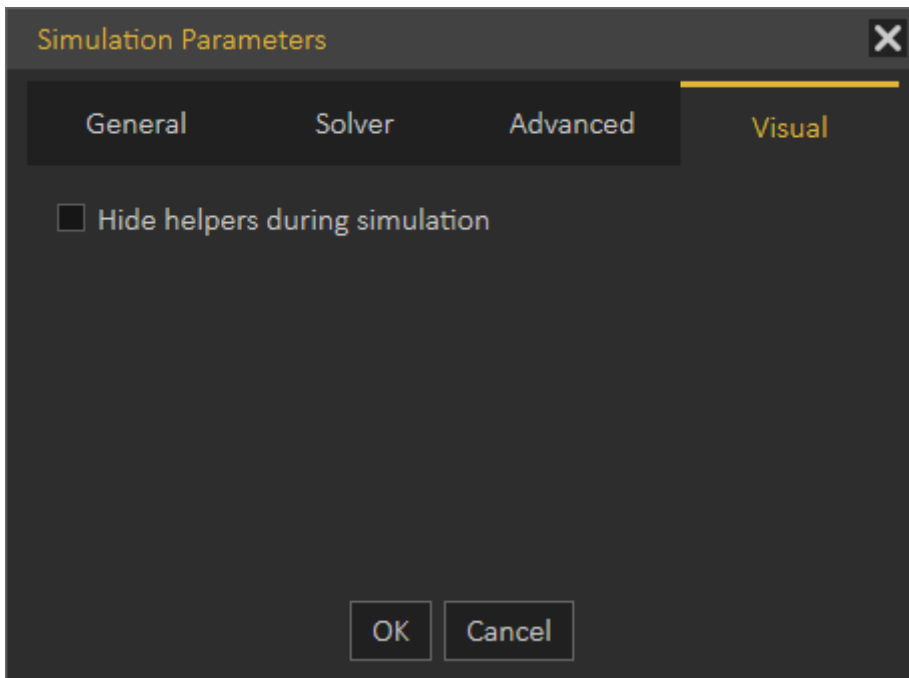 Simulation Parameters
General Solver Advanced Visual
Hide helpers during simulation
OK Cancel